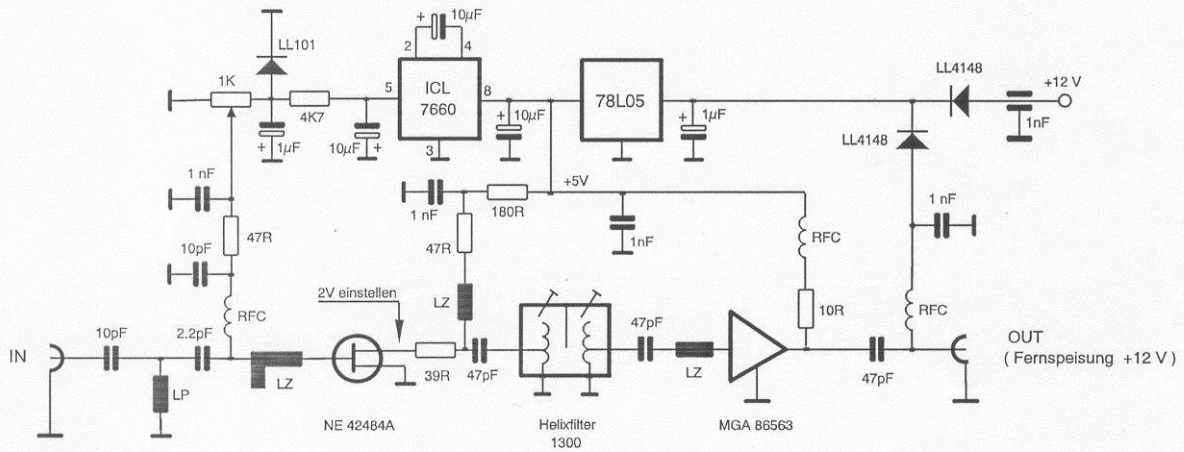 10µF
+
2
4
LL101
1K
4K7
5
ICL
7660
8
3
+
1µF
10µF
+
+
10µF
78L05
+
1µF
LL4148
+12 V
1nF
LL4148
1 nF
47R
10pF
RFC
1 nF
180R
+5V
1nF
47R
LZ
RFC
10R
1 nF
RFC
2V einstellen
IN
10pF
2.2pF
LP
LZ
39R
47pF
47pF
LZ
47pF
OUT
( Fernspeisung +12 V )
NE 42484A
Helixfilter
1300
MGA 86563